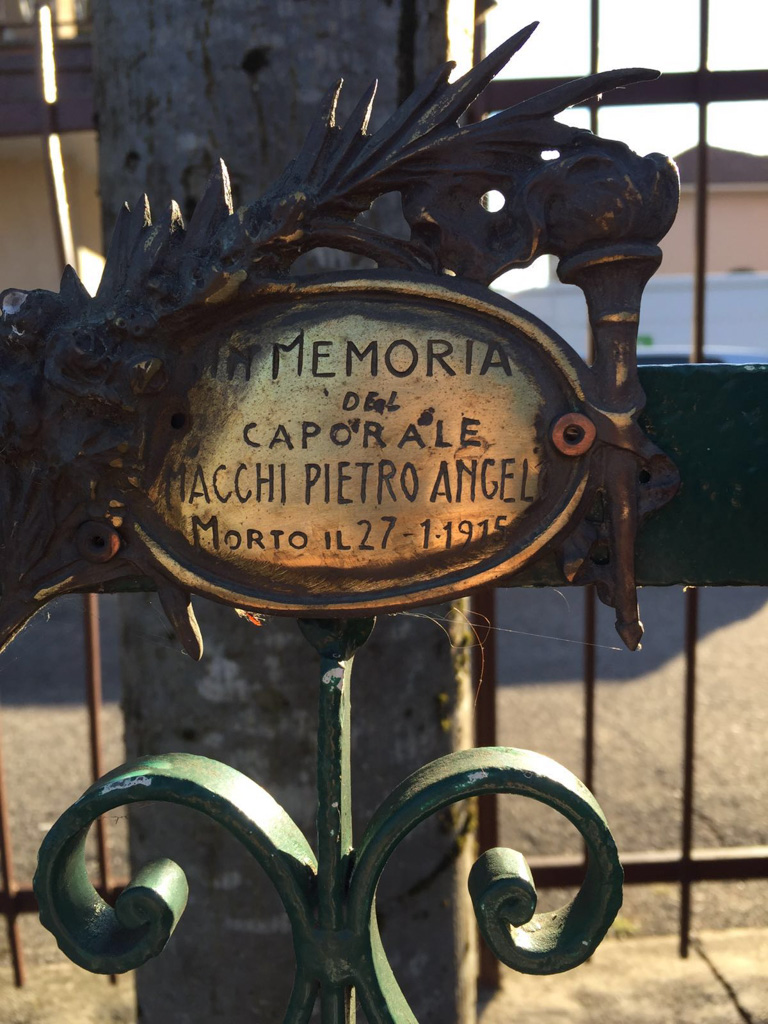 IN MEMORIA
DEL
CAPORALE
MACCHI PIETRO ANGEL
MORTO IL 27-1-1915